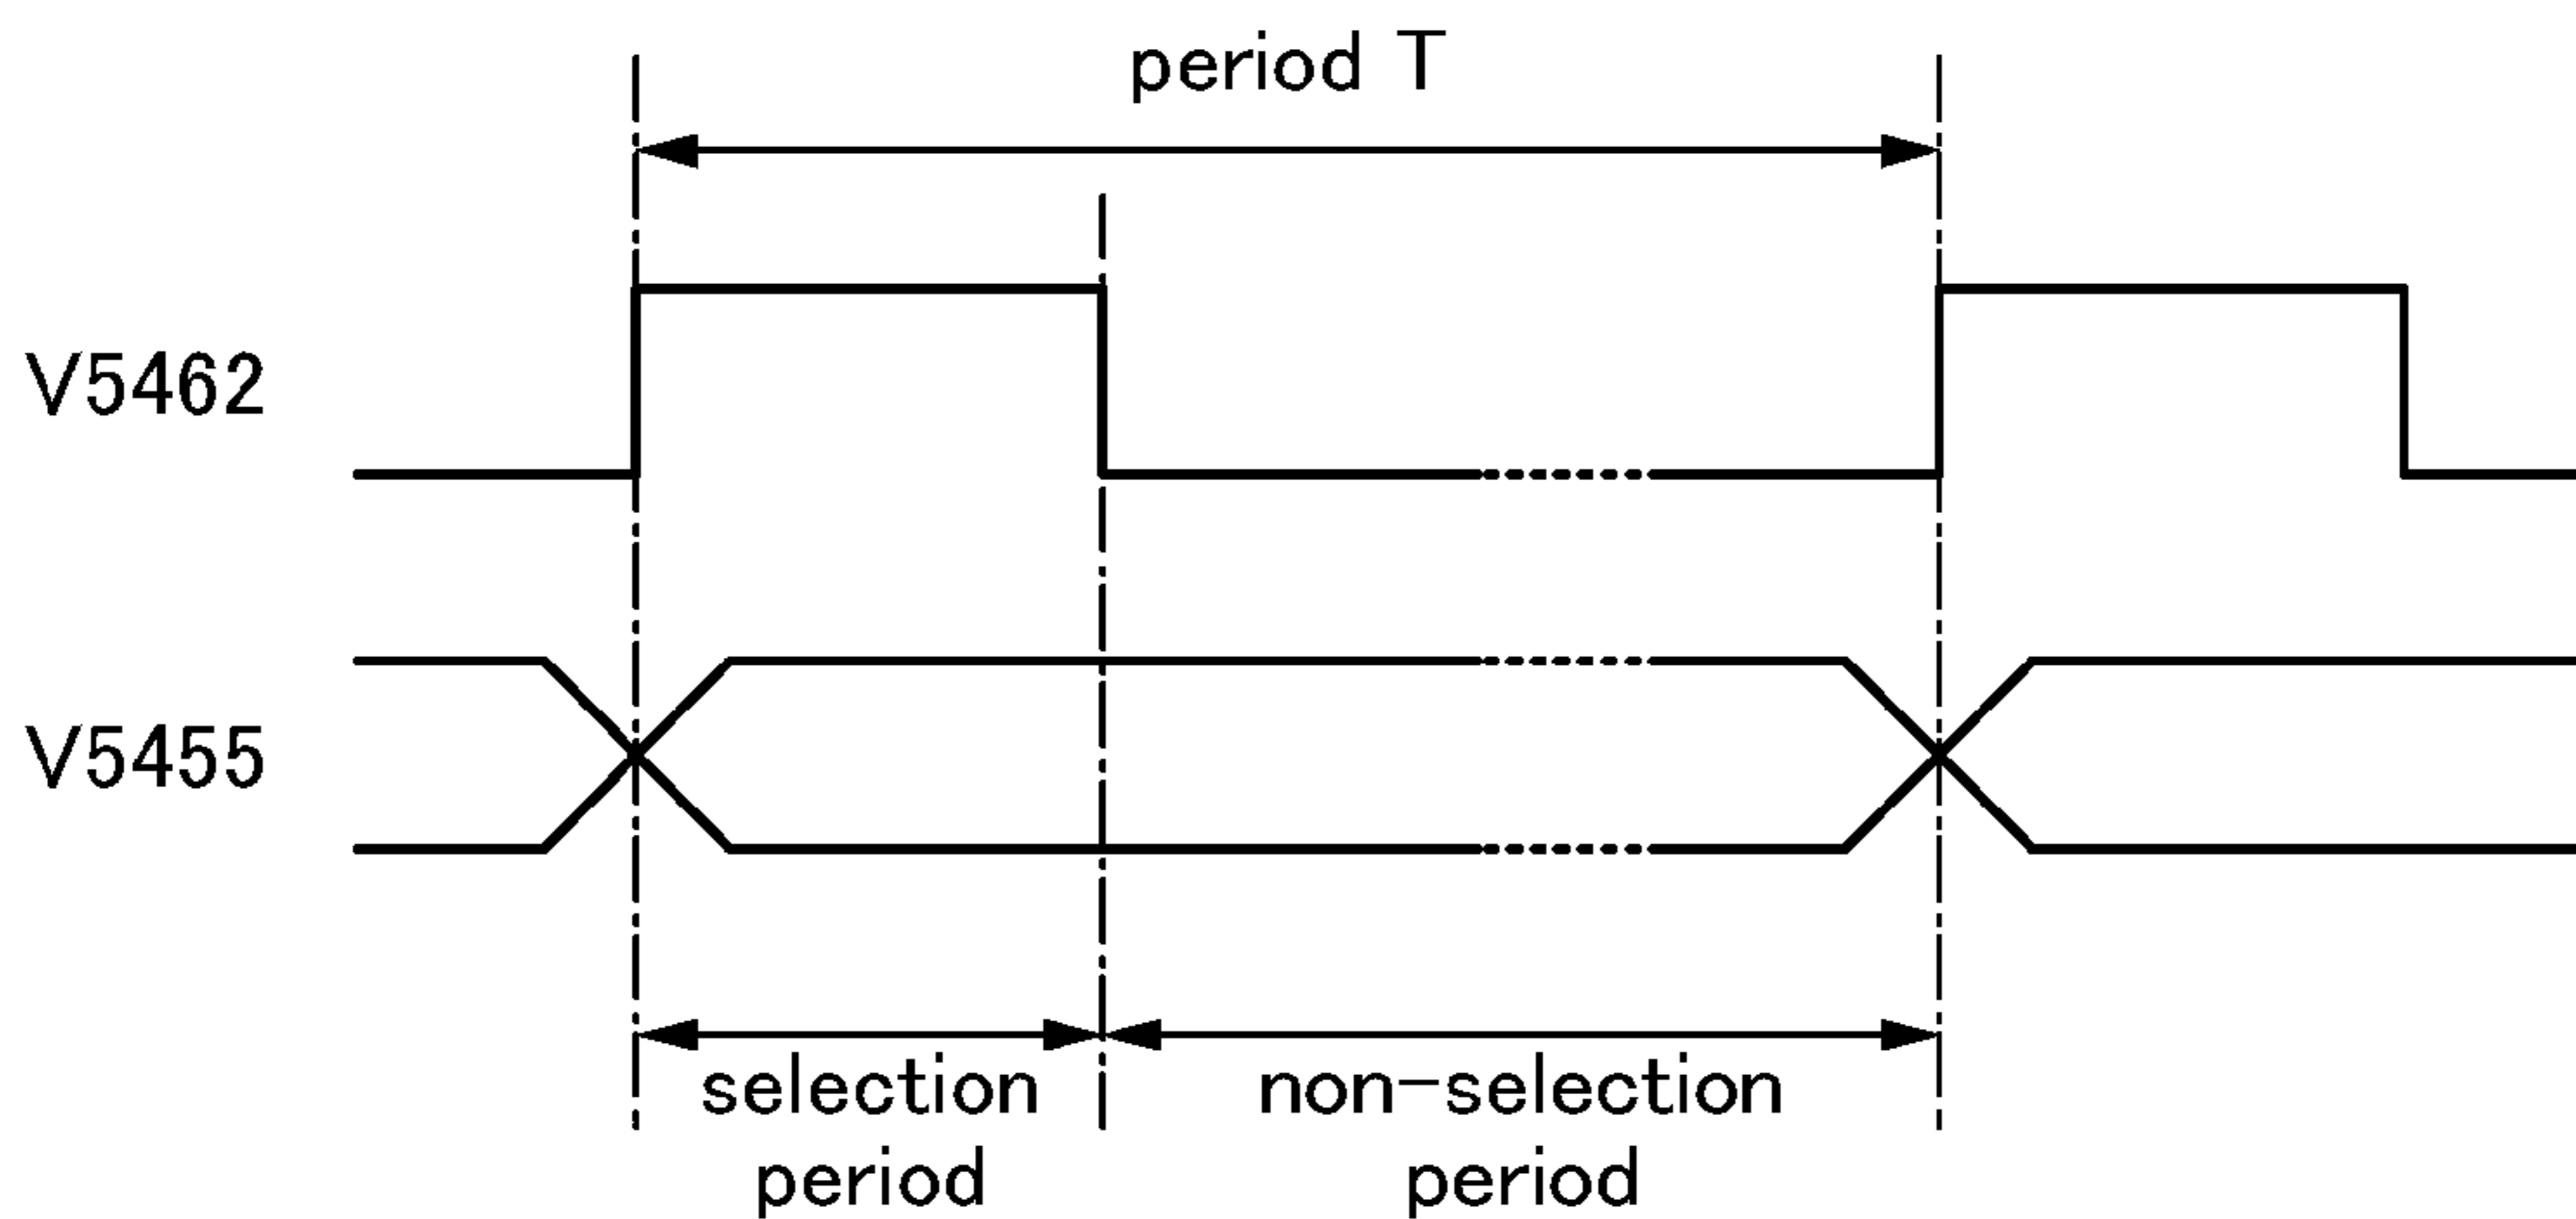 period T
V5462
V5455
selection
period
non-selection
period